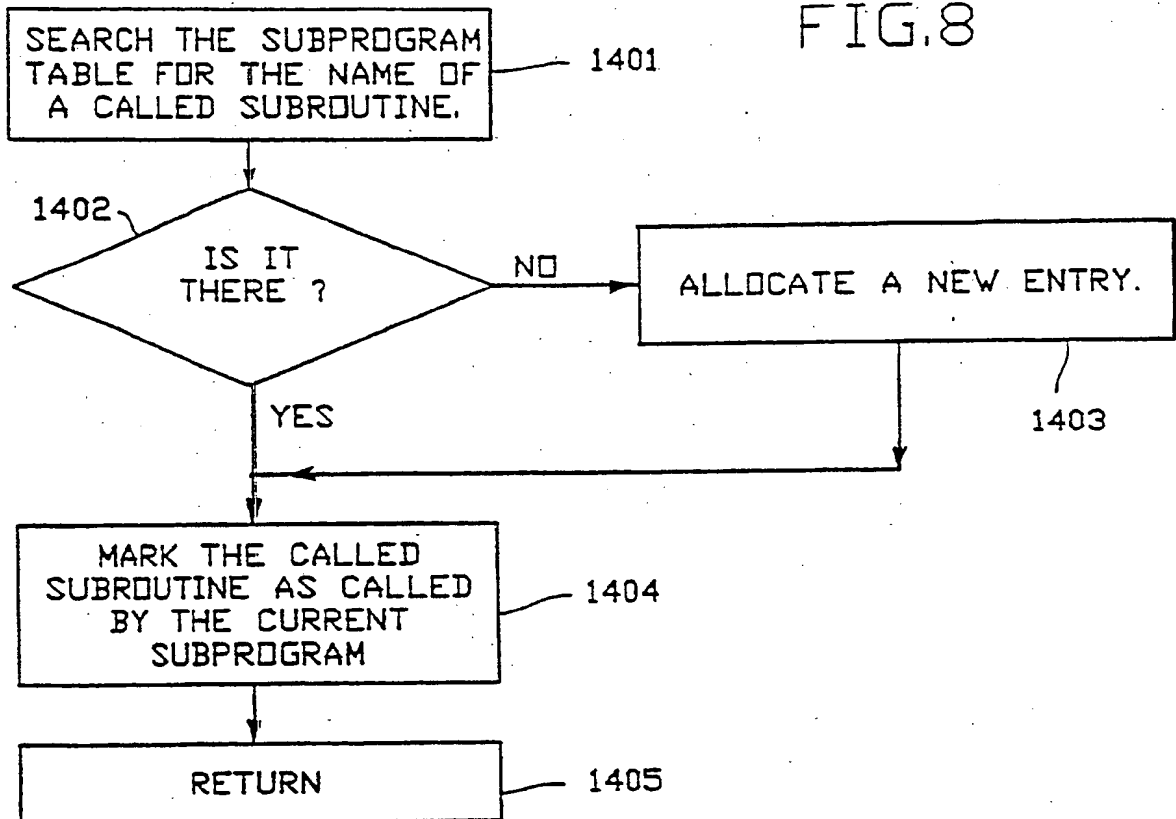 FIG.8
SEARCH THE SUBPROGRAM
TABLE FOR THE NAME OF
A CALLED SUBROUTINE.
1401
1402
IS IT
THERE ?
NO
ALLOCATE A NEW ENTRY.
1403
YES
MARK THE CALLED
SUBROUTINE AS CALLED
BY THE CURRENT
SUBPROGRAM
1404
RETURN
1405